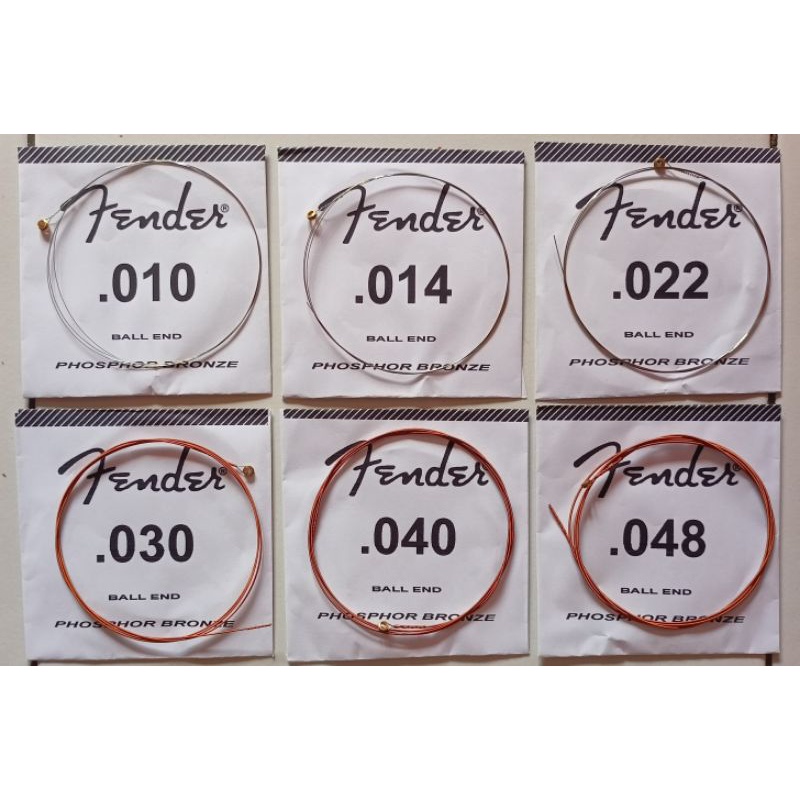 Fender®
.010
BALL END
PHOSPHOR BRONZE
Fender
.014
BALL END
PHOSPHOR BRONZE
Fender®
.022
BALL END
PHOSPHOR BRONZE
Fender®
.030
BALL END
PHOSPHOR BRONZE
Fender
.040
BALL END
PHOSPHOR BRONZE
Fender®
.048
BALL END
PHOSPHOR BRONZE